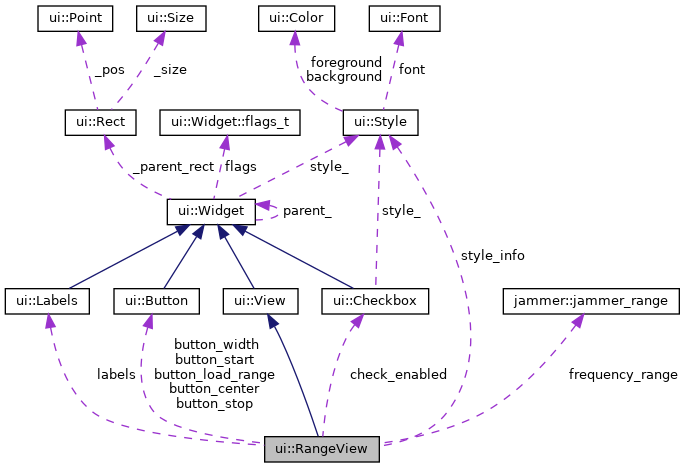 ui::Point
ui::Size
ui::Color
ui::Font
_pos
_size
foreground
background
font
ui::Rect
ui::Widget::flags_t
ui::Style
_parent_rect
flags
style_
ui::Widget
parent_
style_
style_info
ui::Labels
ui::Button
ui::View
ui::Checkbox
jammer::jammer_range
labels
button_width
button_start
button_load_range
button_center
button_stop
check_enabled
frequency_range
ui::RangeView